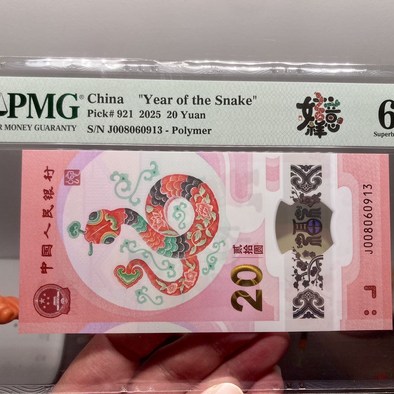 PMG
R MONEY GUARANTY
China "Year of the Snake"
Pick# 921 2025 20 Yuan
S/N J008060913 - Polymer
6
Superb
中国人民银行
贰拾圆
20
J008060913